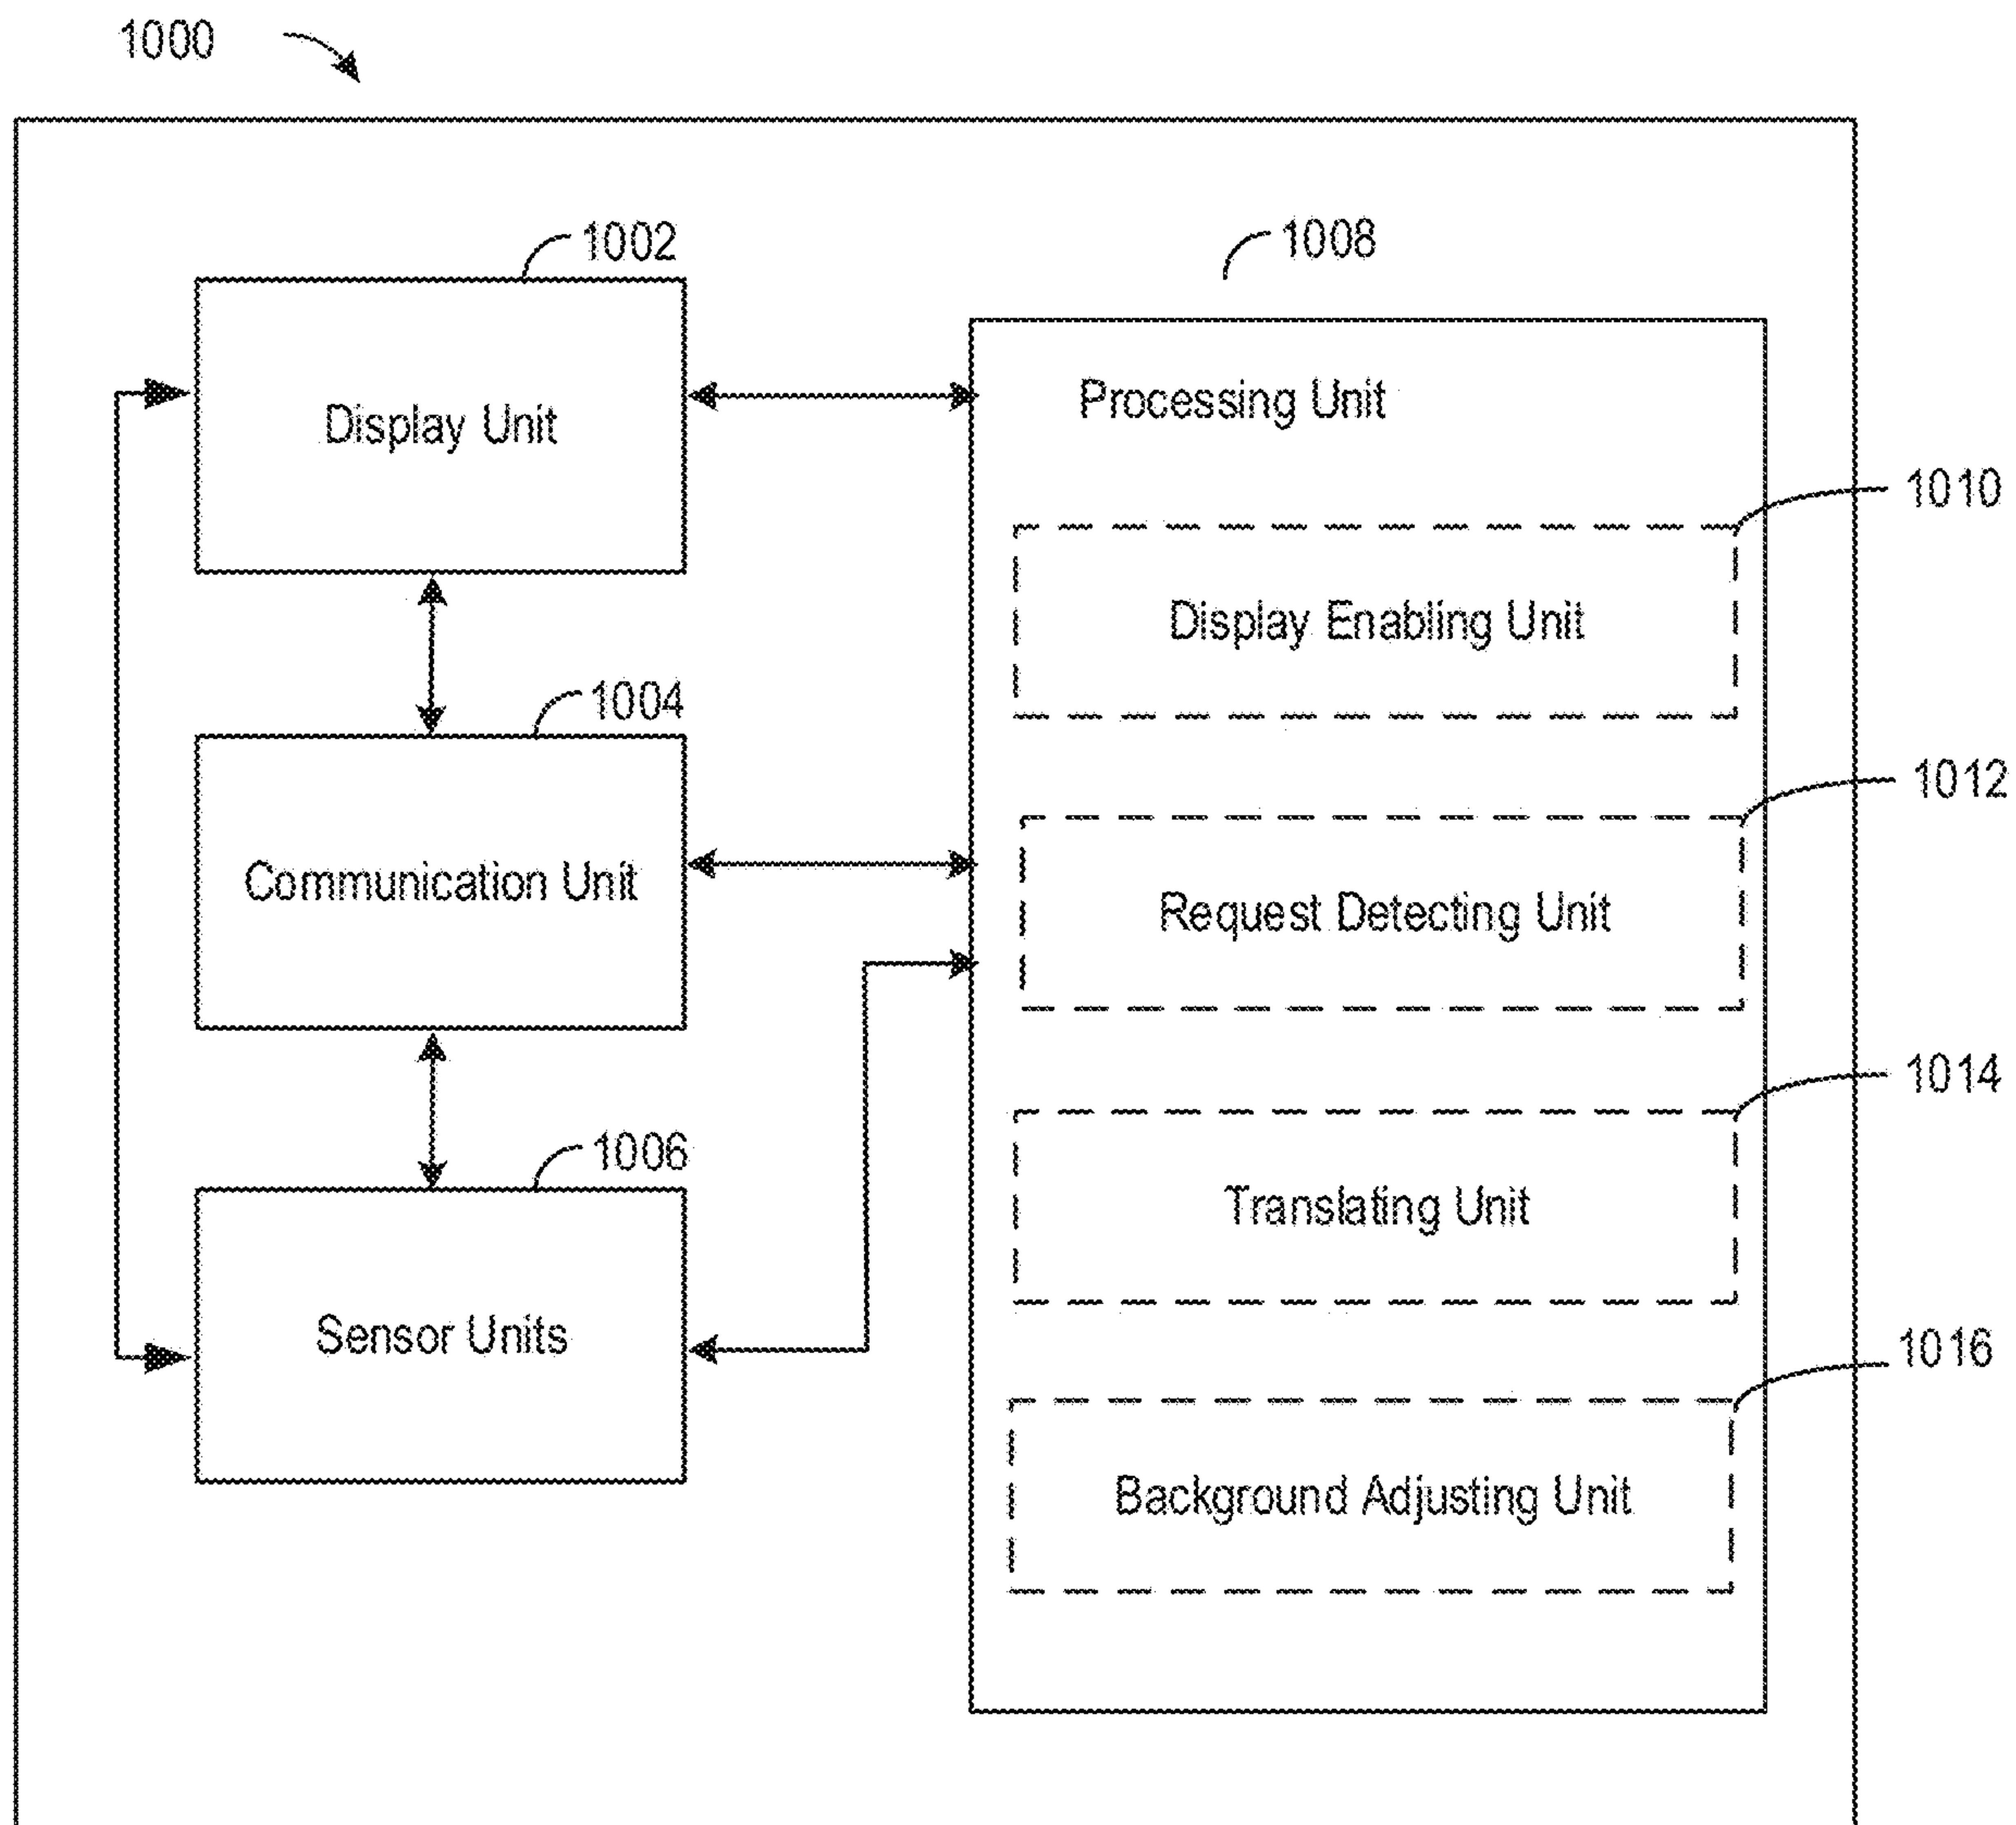 1000
1002
1008
Display Unit
Processing Unit
1010
Display Enabling Unit
1004
1012
Communication Unit
Request Detecting Unit
1014
1006
Translating Unit
Sensor Units
1016
Background Adjusting Unit